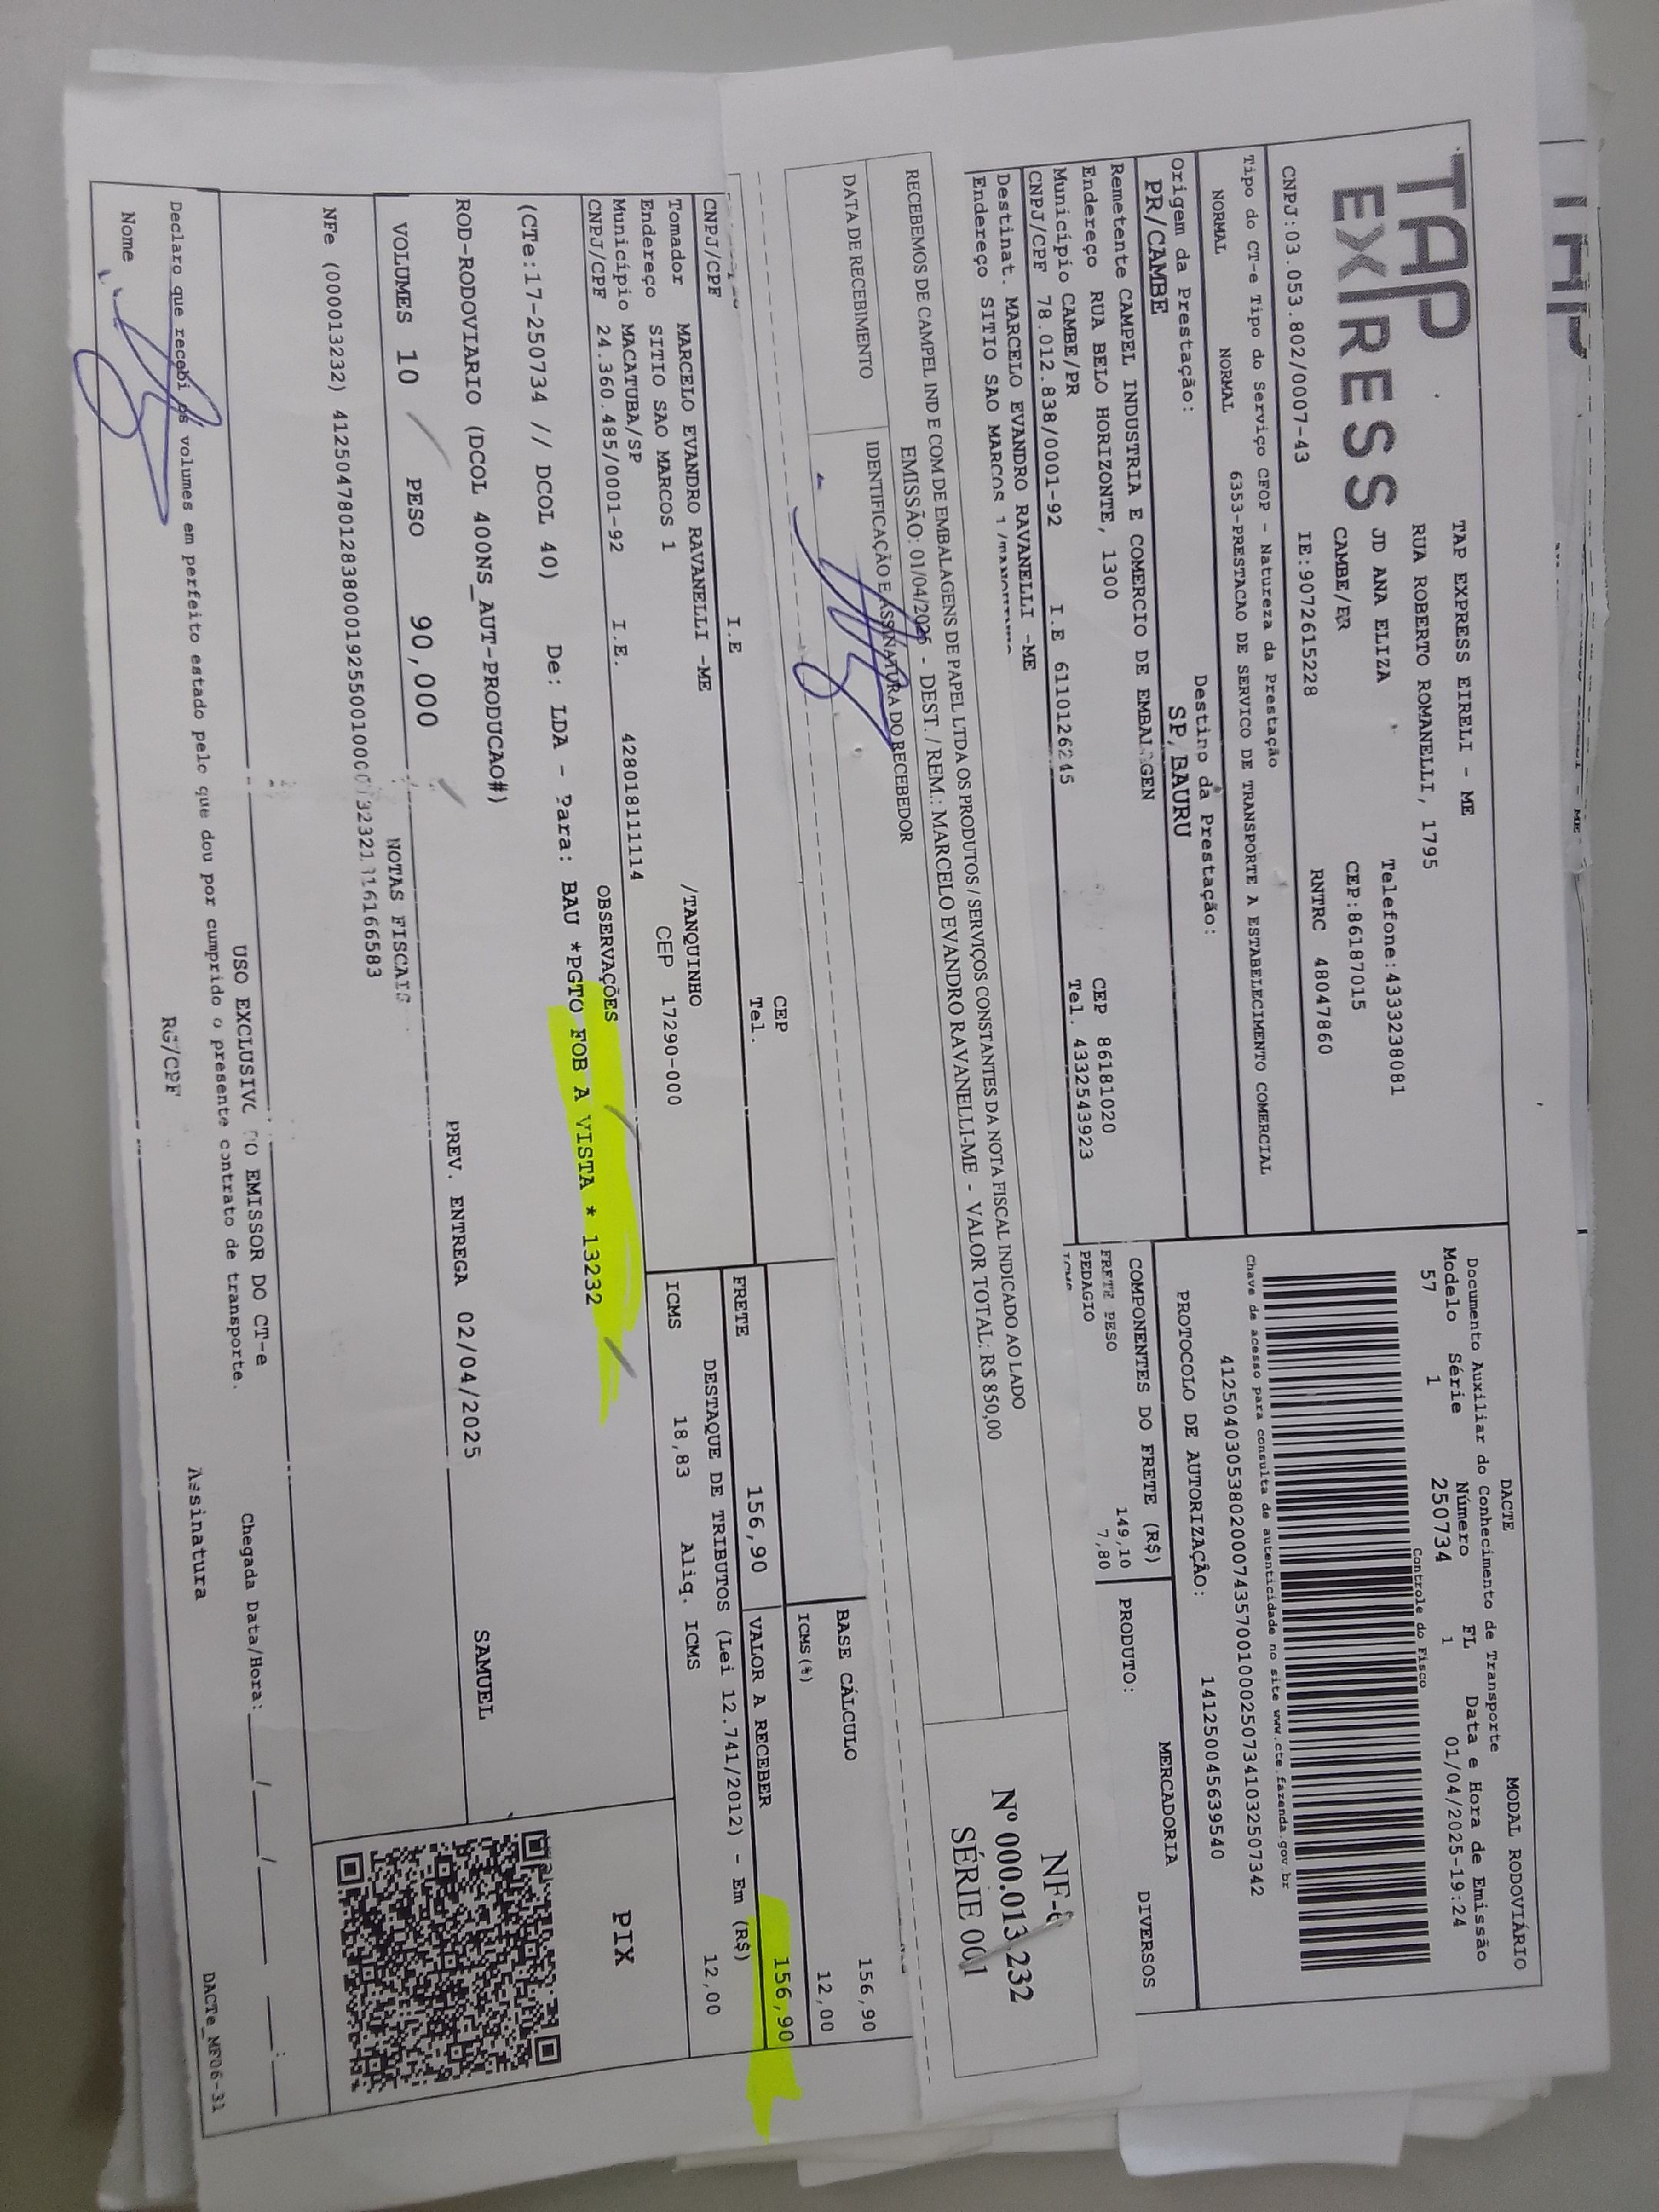 TAP
EXPRESS
TAP EXPRESS EIRELI - ME
RUA ROBERTO ROMANELLI, 1795
JD ANA ELIZA
Telefone:4333238081
CAMBE/PR
CEP:86187015
CNPJ:03.053.802/0007-43
IE:9072615228
RNTRC 48047860
Tipo do CT-e Tipo do Serviço CFOP - Natureza da Prestação
NORMAL NORMAL 6353-PRESTACAO DE SERVICO DE TRANSPORTE A ESTABELECIMENTO COMERCIAL
Origem da Prestação: Destino da Prestação:
PR/CAMBE SP BAURU
Remetente CAMPEL INDUSTRIA E COMERCIO DE EMBALAGEN
Endereço RUA BELO HORIZONTE, 1300
Município CAMBE/PR CEP 86181020
CNPJ/CPF 78.012.838/0001-92 I.E 6110126245 Tel. 4332543923
Destinat. MARCELO EVANDRO RAVANELLI -ME
Endereço SITIO SAO MARCOS 1
DACTE MODAL RODOVIÁRIO
Documento Auxiliar do Conhecimento de Transporte
Modelo Série Número FL Data e Hora de Emissão
57 1 250734 1 01/04/2025-19:24
Controle do Fisco
Chave de acesso para consulta de autenticidade no site www.cte.fazenda.gov.br
41250403053802000743570010002507341032507342
PROTOCOLO DE AUTORIZAÇÃO: 141250045639540
COMPONENTES DO FRETE (R$) MERCADORIA
FRETE PESO 149,10 PRODUTO: DIVERSOS
PEDAGIO 7,80
RECEBEMOS DE CAMPEL IND E COM DE EMBALAGENS DE PAPEL LTDA OS PRODUTOS / SERVIÇOS CONSTANTES DA NOTA FISCAL INDICADO AO LADO
EMISSÃO: 01/04/2025 - DEST. / REM.: MARCELO EVANDRO RAVANELLI-ME - VALOR TOTAL: R$ 850,00
DATA DE RECEBIMENTO
IDENTIFICAÇÃO E ASSINATURA DO RECEBEDOR
NF-e
Nº 000.013.232
SÉRIE 001
BASE CÁLCULO 156,90
ICMS(%) 12,00
CEP
CNPJ/CPF I.E Tel.
FRETE 156,90 VALOR A RECEBER 156,90
Tomador MARCELO EVANDRO RAVANELLI -ME
Endereço SITIO SAO MARCOS 1 /TANQUINHO
Município MACATUBA/SP CEP 17290-000
CNPJ/CPF 24.360.485/0001-92 I.E. 428018111114
DESTAQUE DE TRIBUTOS (Lei 12.741/2012) - Em (R$)
ICMS 18,83 Aliq. ICMS 12,00
OBSERVAÇÕES
(CTe:17-250734 // DCOL 40) De: LDA - Para: BAU *PGTO FOB A VISTA * 13232
ROD-RODOVIARIO (DCOL 400NS_AUT-PRODUCAO#)
PIX
PREV. ENTREGA 02/04/2025 SAMUEL
VOLUMES 10 PESO 90,000
NOTAS FISCAIS
NFe (000013232)
USO EXCLUSIVO DO EMISSOR DO CT-e
Declaro que recebi os volumes em perfeito estado pelo que dou por cumprido o presente contrato de transporte.
Chegada Data/Hora: ___/___/___ ___:___
Nome RG/CPF Assinatura
DACTe_MF06-31